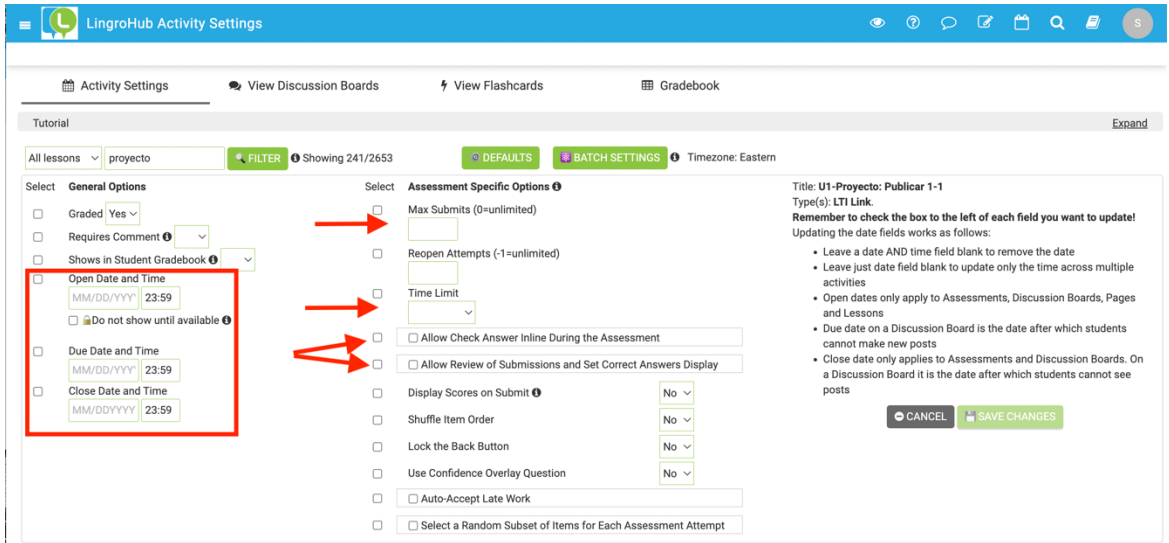 LingroHub Activity Settings
S
Activity Settings
View Discussion Boards
View Flashcards
Gradebook
Tutorial
Expand
All lessons
proyecto
FILTER
Showing 241/2653
DEFAULTS
BATCH SETTINGS
Timezone: Eastern
Select General Options
Graded Yes
Requires Comment
Shows in Student Gradebook
Open Date and Time
MM/DD/YYY 23:59
Do not show until available
Due Date and Time
MM/DD/YYY 23:59
Close Date and Time
MM/DDYYYY 23:59
Select Assessment Specific Options
Max Submits (0=unlimited)
Reopen Attempts (-1=unlimited)
Time Limit
Allow Check Answer Inline During the Assessment
Allow Review of Submissions and Set Correct Answers Display
Display Scores on Submit No
Shuffle Item Order No
Lock the Back Button No
Use Confidence Overlay Question No
Auto-Accept Late Work
Select a Random Subset of Items for Each Assessment Attempt
Title: U1-Proyecto: Publicar 1-1
Type(s): LTI Link.
Remember to check the box to the left of each field you want to update!
Updating the date fields works as follows:
• Leave a date AND time field blank to remove the date
• Leave just date field blank to update only the time across multiple
activities
• Open dates only apply to Assessments, Discussion Boards, Pages
and Lessons
• Due date on a Discussion Board is the date after which students
cannot make new posts
• Close date only applies to Assessments and Discussion Boards. On
a Discussion Board it is the date after which students cannot see
posts
CANCEL
SAVE CHANGES